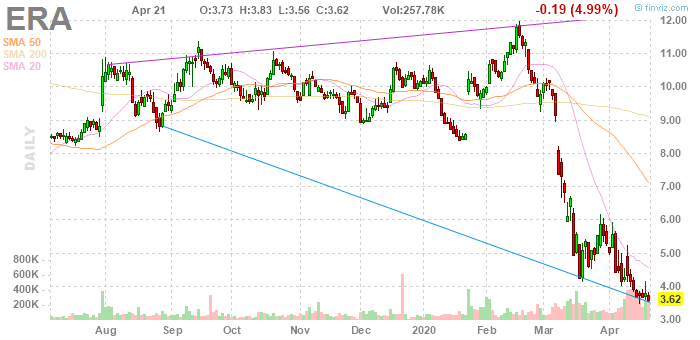 ERA Apr 21 O:3.73 H:3.83 L:3.56 C:3.62 Vol:257.78K -0.19 (4.99%) © finviz.com
SMA 50
SMA 200
SMA 20
DAILY
12.00
11.00
10.00
9.00
8.00
7.00
6.00
5.00
4.00
3.62
3.00
800K
600K
400K
200K
Aug Sep Oct Nov Dec 2020 Feb Mar Apr